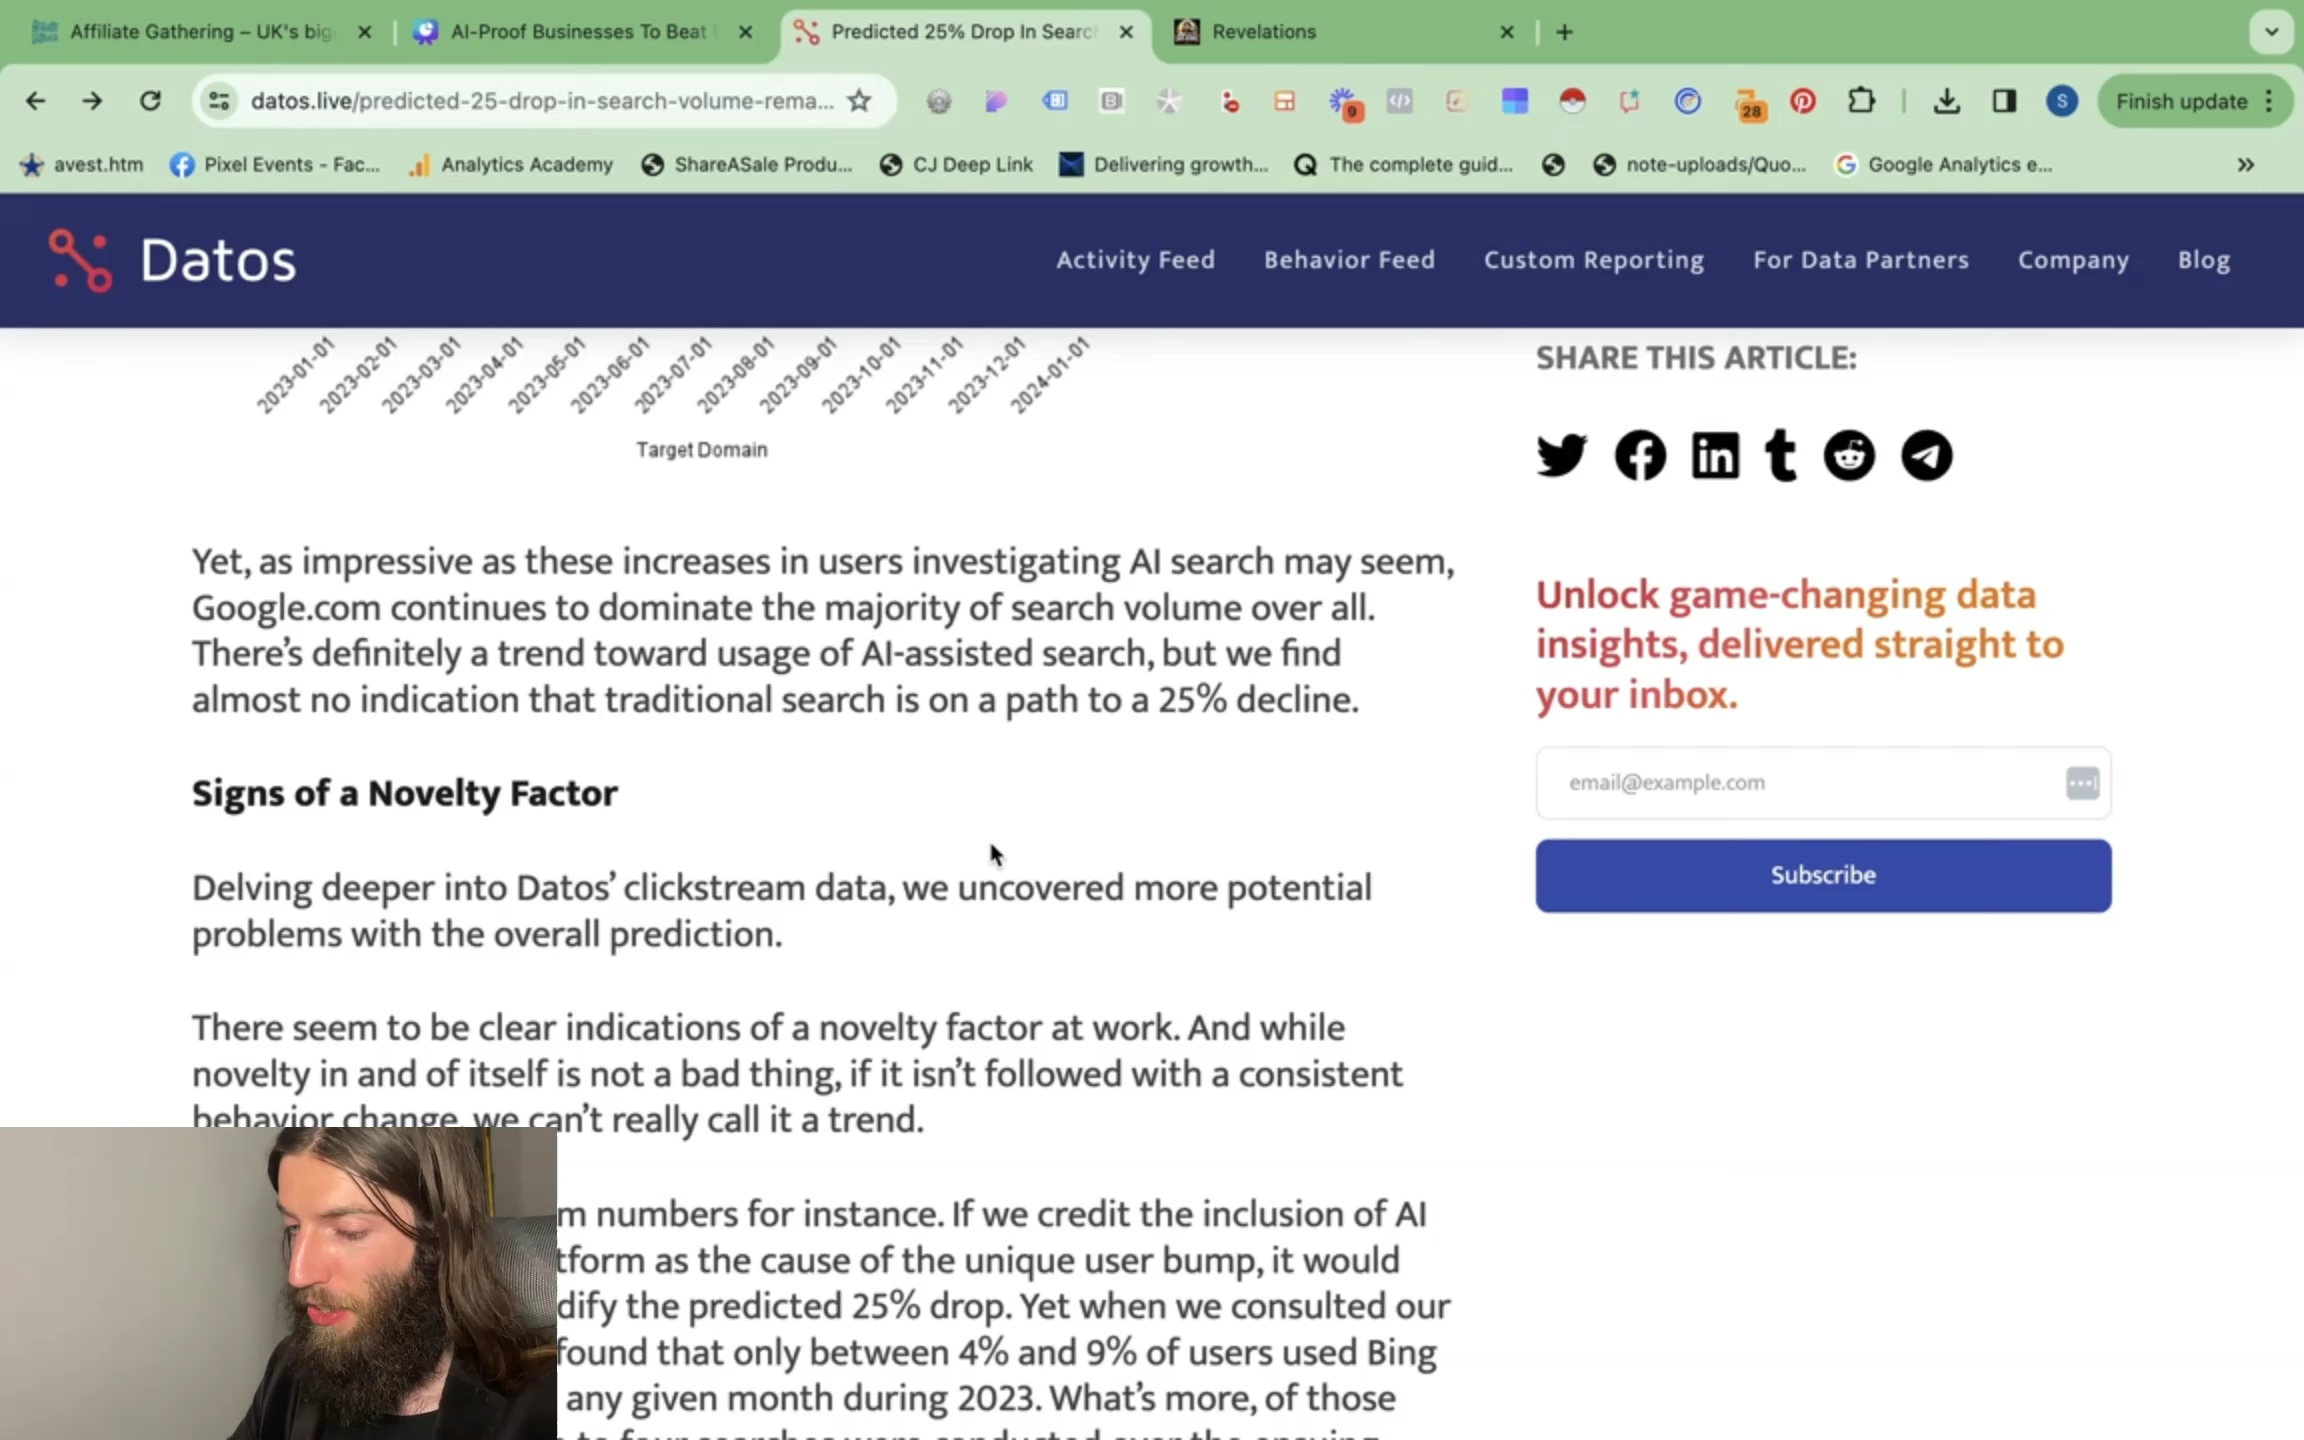 Affiliate Gathering – UK's big
AI-Proof Businesses To Beat
Predicted 25% Drop In Searc
Revelations
datos.live/predicted-25-drop-in-search-volume-rema...
9
28
S
Finish update
avest.htm
Pixel Events - Fac...
Analytics Academy
ShareASale Produ...
CJ Deep Link
Delivering growth...
The complete guid...
note-uploads/Quo...
Google Analytics e...
Datos
Activity Feed
Behavior Feed
Custom Reporting
For Data Partners
Company
Blog
2023-01-01
2023-02-01
2023-03-01
2023-04-01
2023-05-01
2023-06-01
2023-07-01
2023-08-01
2023-09-01
2023-10-01
2023-11-01
2023-12-01
2024-01-01
Target Domain
Yet, as impressive as these increases in users investigating AI search may seem,
Google.com continues to dominate the majority of search volume over all.
There’s definitely a trend toward usage of AI-assisted search, but we find
almost no indication that traditional search is on a path to a 25% decline.
Signs of a Novelty Factor
Delving deeper into Datos’ clickstream data, we uncovered more potential
problems with the overall prediction.
There seem to be clear indications of a novelty factor at work. And while
novelty in and of itself is not a bad thing, if it isn’t followed with a consistent
behavior change, we can’t really call it a trend.
m numbers for instance. If we credit the inclusion of AI
tform as the cause of the unique user bump, it would
dify the predicted 25% drop. Yet when we consulted our
found that only between 4% and 9% of users used Bing
any given month during 2023. What’s more, of those
SHARE THIS ARTICLE:
Unlock game-changing data
insights, delivered straight to
your inbox.
email@example.com
Subscribe